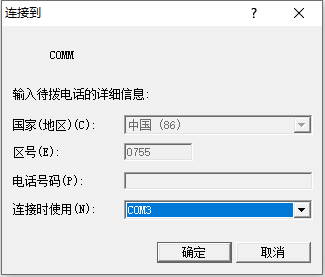 连接到
COMM
输入待拨电话的详细信息:
国家(地区)(C): 中国 (86)
区号(E): 0755
电话号码(P):
连接时使用(N): COM3
确定 取消